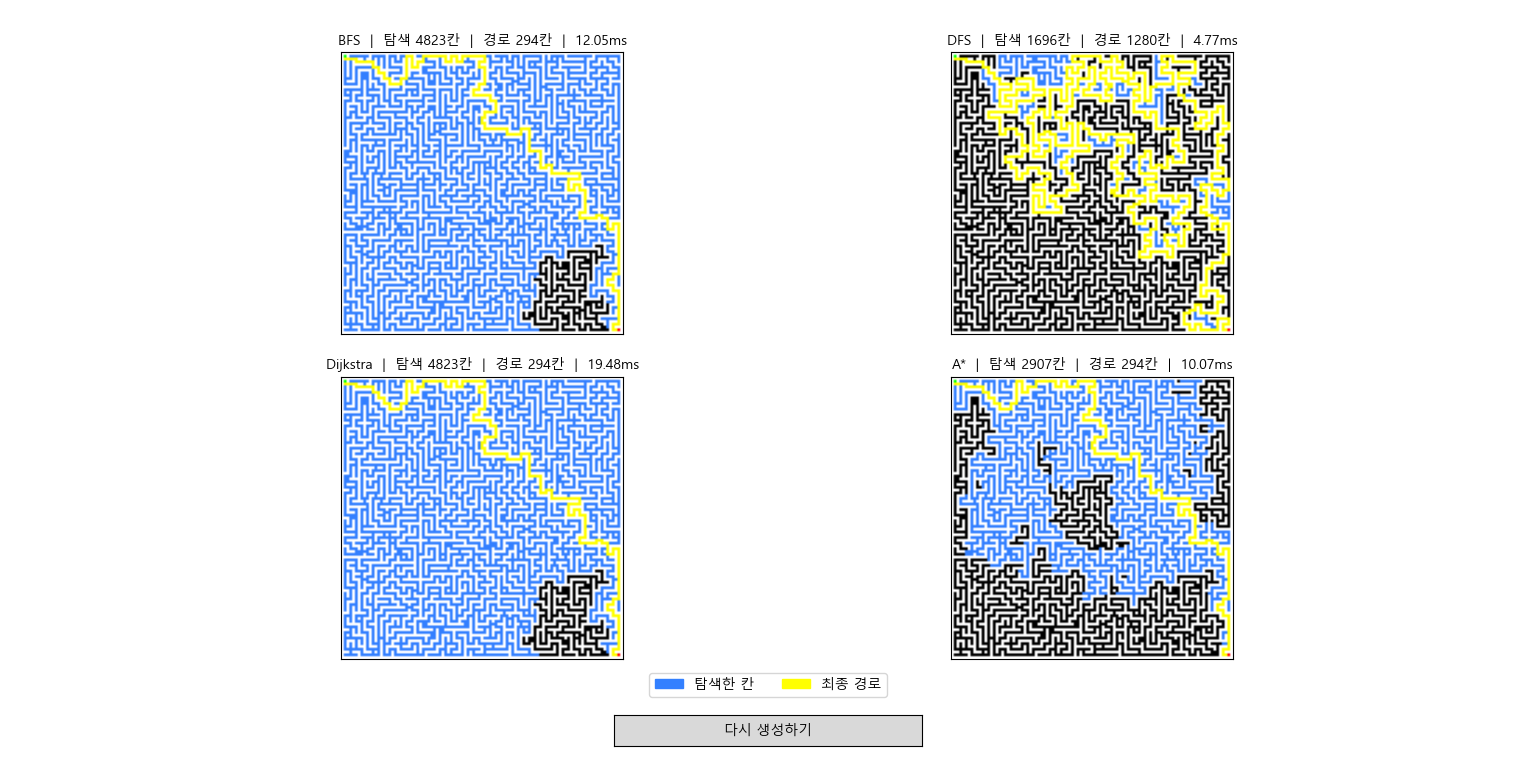 BFS | 탐색 4823칸 | 경로 294칸 | 12.05ms
DFS | 탐색 1696칸 | 경로 1280칸 | 4.77ms
Dijkstra | 탐색 4823칸 | 경로 294칸 | 19.48ms
A* | 탐색 2907칸 | 경로 294칸 | 10.07ms
탐색한 칸
최종 경로
다시 생성하기